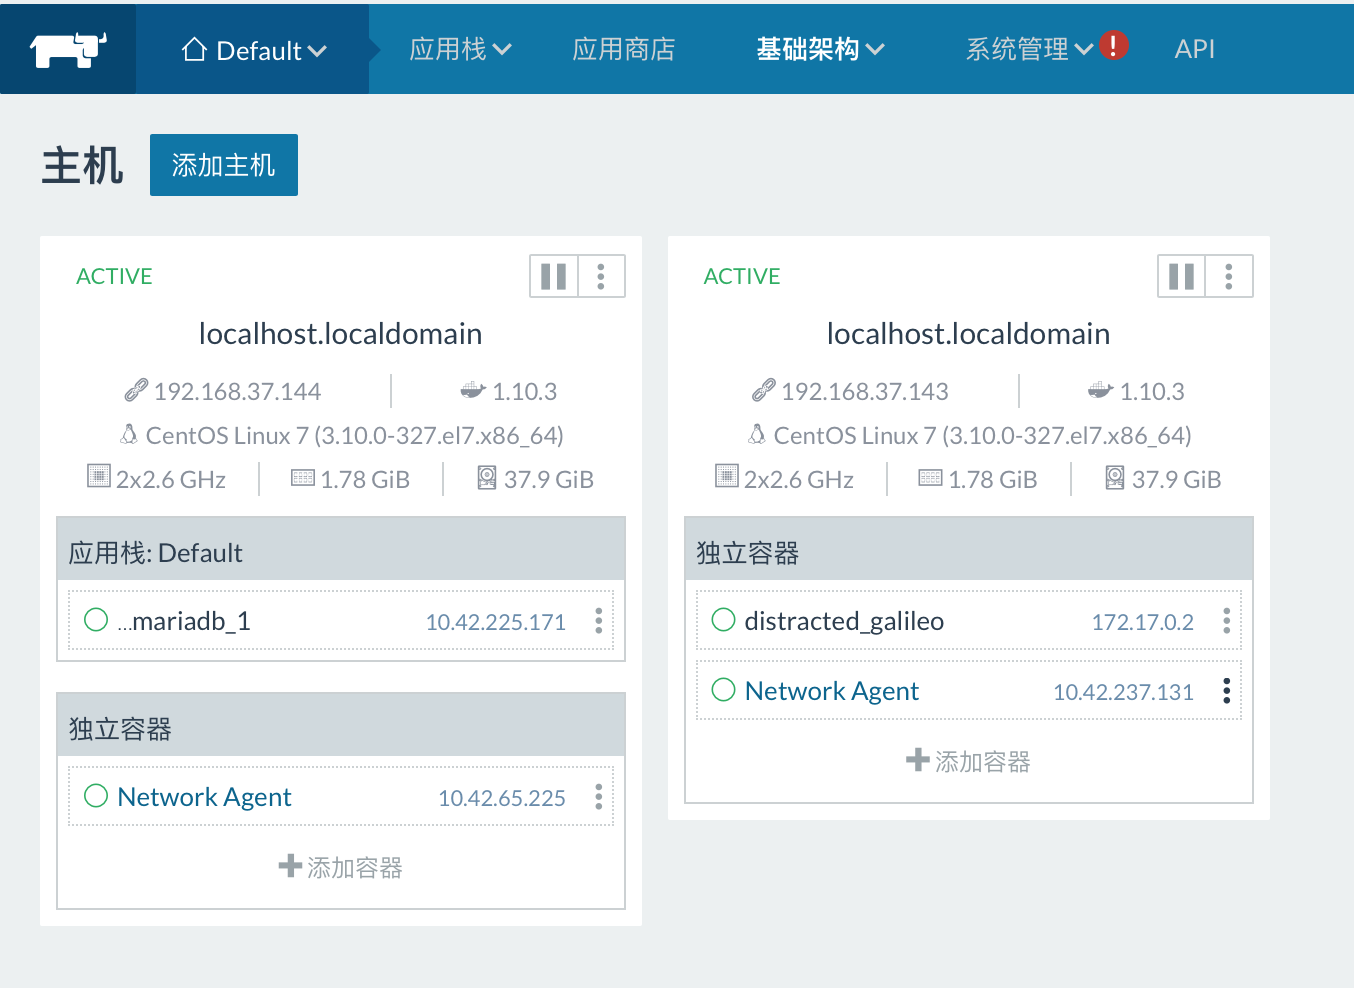 Default 应用栈 应用商店 基础架构 系统管理 ! API
主机 添加主机
ACTIVE
localhost.localdomain
192.168.37.144 1.10.3
CentOS Linux 7 (3.10.0-327.el7.x86_64)
2x2.6 GHz 1.78 GiB 37.9 GiB
应用栈: Default
...mariadb_1 10.42.225.171
独立容器
Network Agent 10.42.65.225
添加容器
ACTIVE
localhost.localdomain
192.168.37.143 1.10.3
CentOS Linux 7 (3.10.0-327.el7.x86_64)
2x2.6 GHz 1.78 GiB 37.9 GiB
独立容器
distracted_galileo 172.17.0.2
Network Agent 10.42.237.131
添加容器